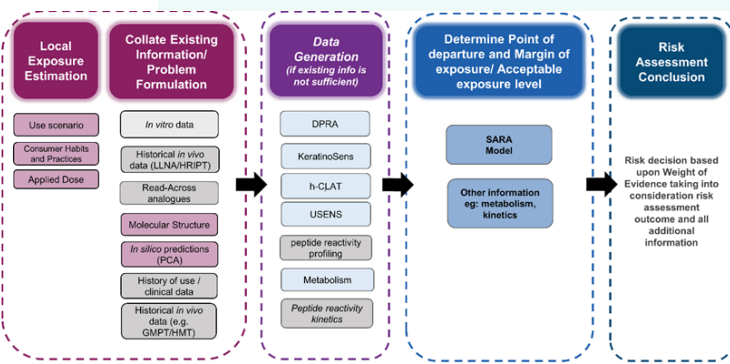 Local
Exposure
Estimation
Use scenario
Consumer Habits
and Practices
Applied Dose
Collate Existing
Information/
Problem
Formulation
In vitro data
Historical in vivo
data (LLNA/HRIPT)
Read-Across
analogues
Molecular Structure
In silico predictions
(PCA)
History of use /
clinical data
Historical in vivo
data (e.g.
GMPT/HMT)
Data
Generation
(if existing info is
not sufficient)
DPRA
KeratinoSens
h-CLAT
USENS
peptide reactivity
profiling
Metabolism
Peptide reactivity
kinetics
Determine Point of
departure and Margin of
exposure/ Acceptable
exposure level
SARA
Model
Other information
eg: metabolism,
kinetics
Risk
Assessment
Conclusion
Risk decision based
upon Weight of
Evidence taking into
consideration risk
assessment
outcome and all
additional
information